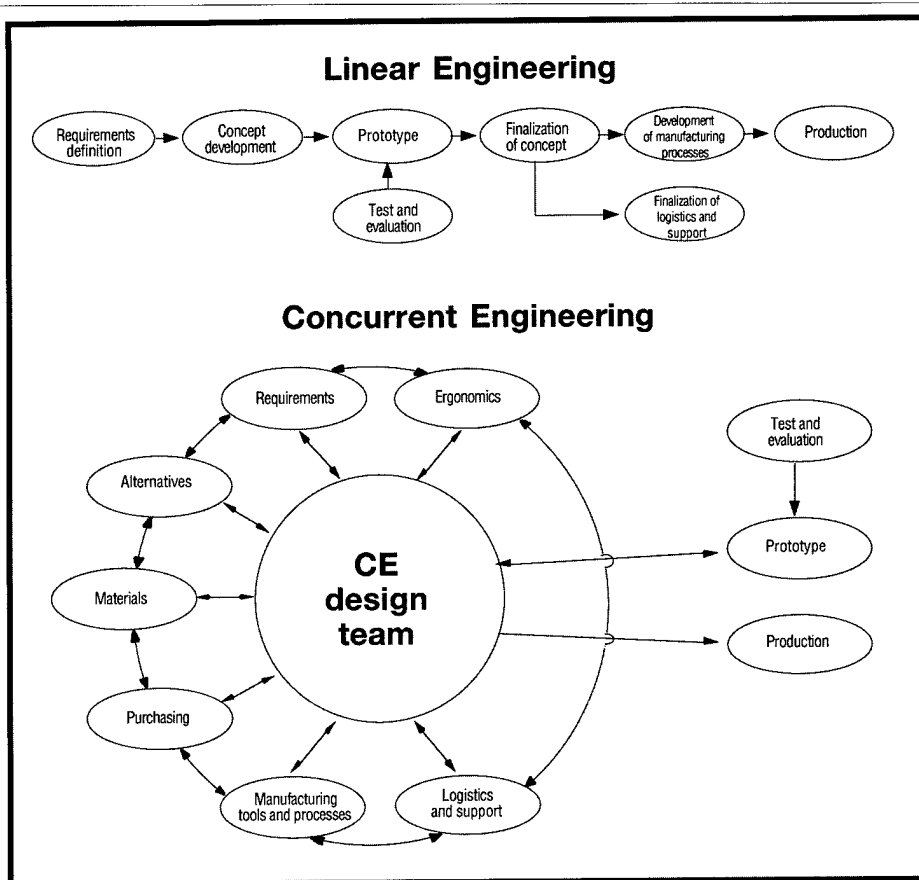 Linear Engineering
Requirements
definition
Concept
development
Prototype
Finalization
of concept
Development
of manufacturing
processes
Production
Test and
evaluation
Finalization of
logistics and
support
Concurrent Engineering
Requirements
Ergonomics
Alternatives
Materials
Purchasing
Manufacturing
tools and processes
Logistics
and support
CE
design
team
Test and
evaluation
Prototype
Production